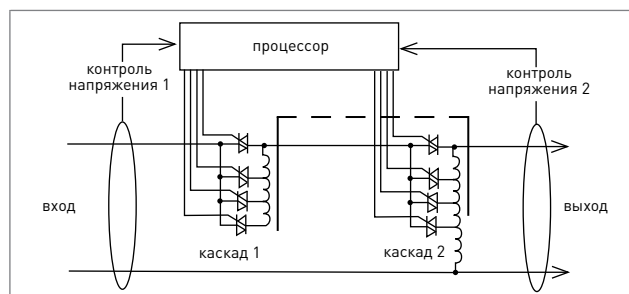 процессор
контроль
напряжения 1
контроль
напряжения 2
вход
выход
каскад 1
каскад 2